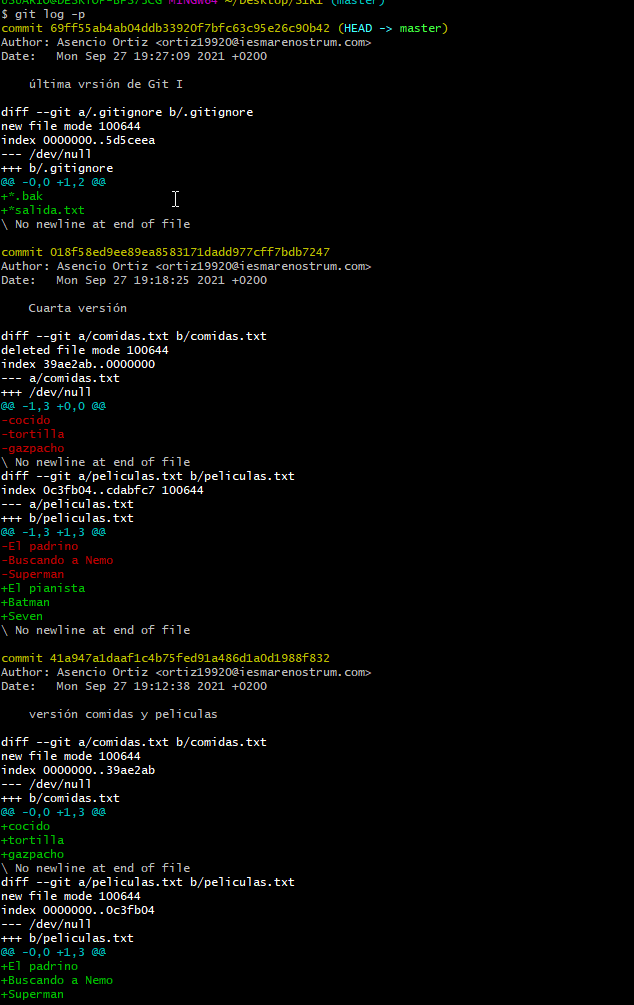 MINGW64 ~/Desktop/SIRI (master)
$ git log -p
commit 69ff55ab4ab04ddb33920f7bfc63c95e26c90b42 (HEAD -> master)
Author: Asencio Ortiz <ortiz19920@iesmarenostrum.com>
Date:   Mon Sep 27 19:27:09 2021 +0200

    última vrsión de Git I

diff --git a/.gitignore b/.gitignore
new file mode 100644
index 0000000..5d5ceea
--- /dev/null
+++ b/.gitignore
@@ -0,0 +1,2 @@
+*.bak
+*salida.txt
\ No newline at end of file

commit 018f58ed9ee89ea8583171dadd977cff7bdb7247
Author: Asencio Ortiz <ortiz19920@iesmarenostrum.com>
Date:   Mon Sep 27 19:18:25 2021 +0200

    Cuarta versión

diff --git a/comidas.txt b/comidas.txt
deleted file mode 100644
index 39ae2ab..0000000
--- a/comidas.txt
+++ /dev/null
@@ -1,3 +0,0 @@
-cocido
-tortilla
-gazpacho
\ No newline at end of file
diff --git a/peliculas.txt b/peliculas.txt
index 0c3fb04..cdabfc7 100644
--- a/peliculas.txt
+++ b/peliculas.txt
@@ -1,3 +1,3 @@
-El padrino
-Buscando a Nemo
-Superman
+El pianista
+Batman
+Seven
\ No newline at end of file

commit 41a947a1daaf1c4b75fed91a486d1a0d1988f832
Author: Asencio Ortiz <ortiz19920@iesmarenostrum.com>
Date:   Mon Sep 27 19:12:38 2021 +0200

    versión comidas y peliculas

diff --git a/comidas.txt b/comidas.txt
new file mode 100644
index 0000000..39ae2ab
--- /dev/null
+++ b/comidas.txt
@@ -0,0 +1,3 @@
+cocido
+tortilla
+gazpacho
\ No newline at end of file
diff --git a/peliculas.txt b/peliculas.txt
new file mode 100644
index 0000000..0c3fb04
--- /dev/null
+++ b/peliculas.txt
@@ -0,0 +1,3 @@
+El padrino
+Buscando a Nemo
+Superman